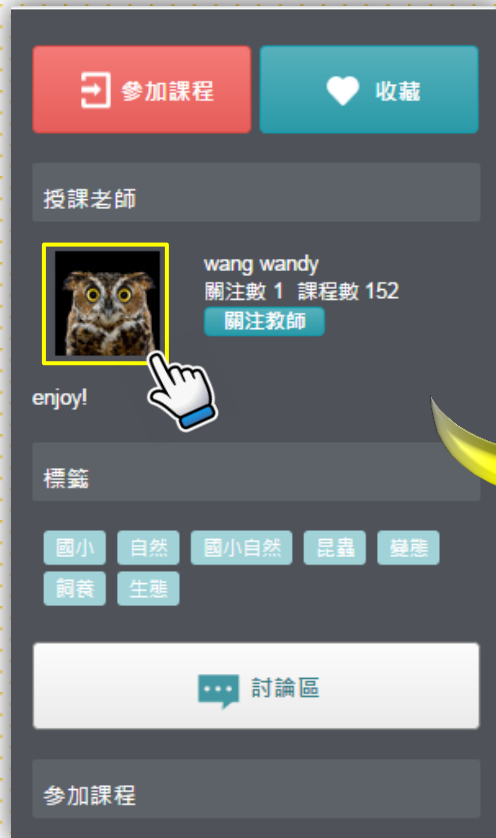 參加課程
收藏
授課老師
wang wandy
關注數 1 課程數 152
關注教師
enjoy!
標籤
國小 自然 國小自然 昆蟲 變態
飼養 生態
討論區
參加課程